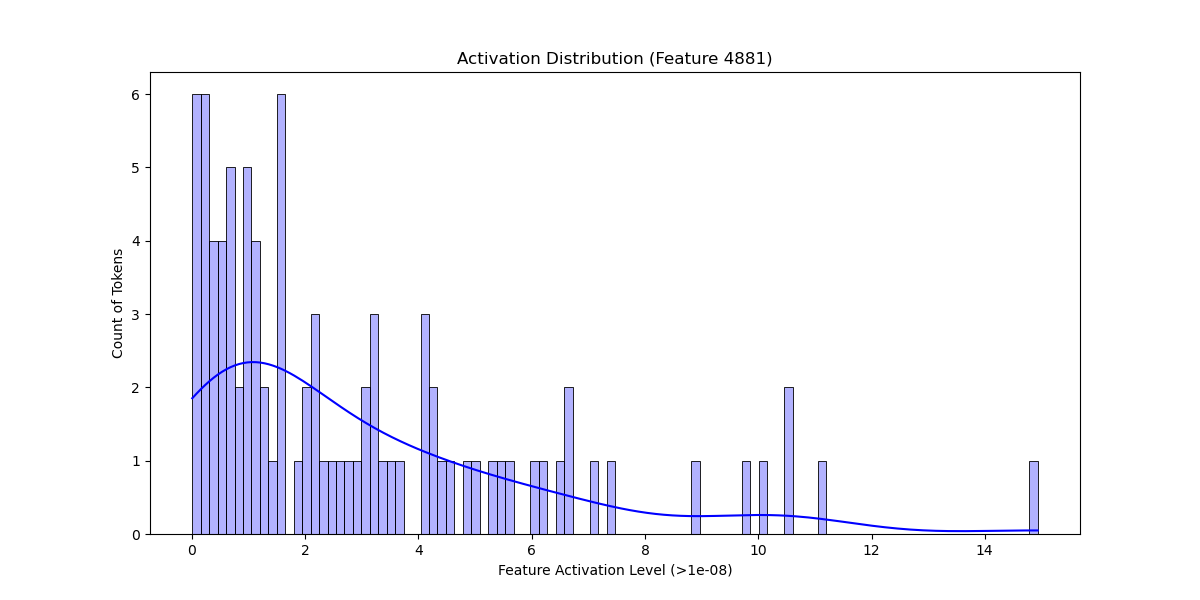 Activation Distribution (Feature 4881)
6
5
4
3
2
1
0
Count of Tokens
0 2 4 6 8 10 12 14
Feature Activation Level (>1e-08)